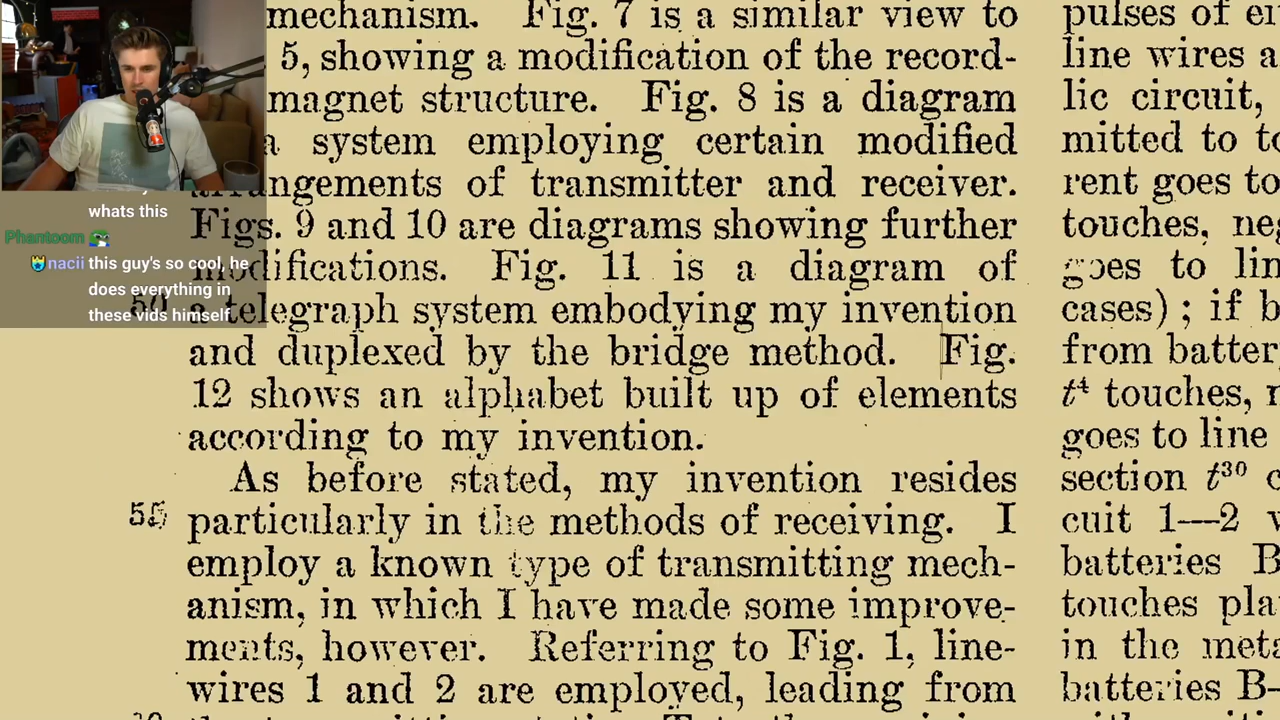 mechanism. Fig. 7 is a similar view to
5, showing a modification of the record-
magnet structure. Fig. 8 is a diagram
a system employing certain modified
arrangements of transmitter and receiver.
Figs. 9 and 10 are diagrams showing further
modifications. Fig. 11 is a diagram of
50 a telegraph system embodying my invention
and duplexed by the bridge method. Fig.
12 shows an alphabet built up of elements
according to my invention.
As before stated, my invention resides
55 particularly in the methods of receiving. I
employ a known type of transmitting mech-
anism, in which I have made some improve-
ments, however. Referring to Fig. 1, line-
wires 1 and 2 are employed, leading from
pulses of
line wires a
lic circuit,
mitted to
rent goes to
touches,
goes to
cases) ; if
from
t⁴ touches,
goes to line
section t³⁰
cuit 1—2
batteries B
touches
in the
batteries B-
whats this
Phantoom
nacii this guy's so cool, he
does everything in
these vids himself